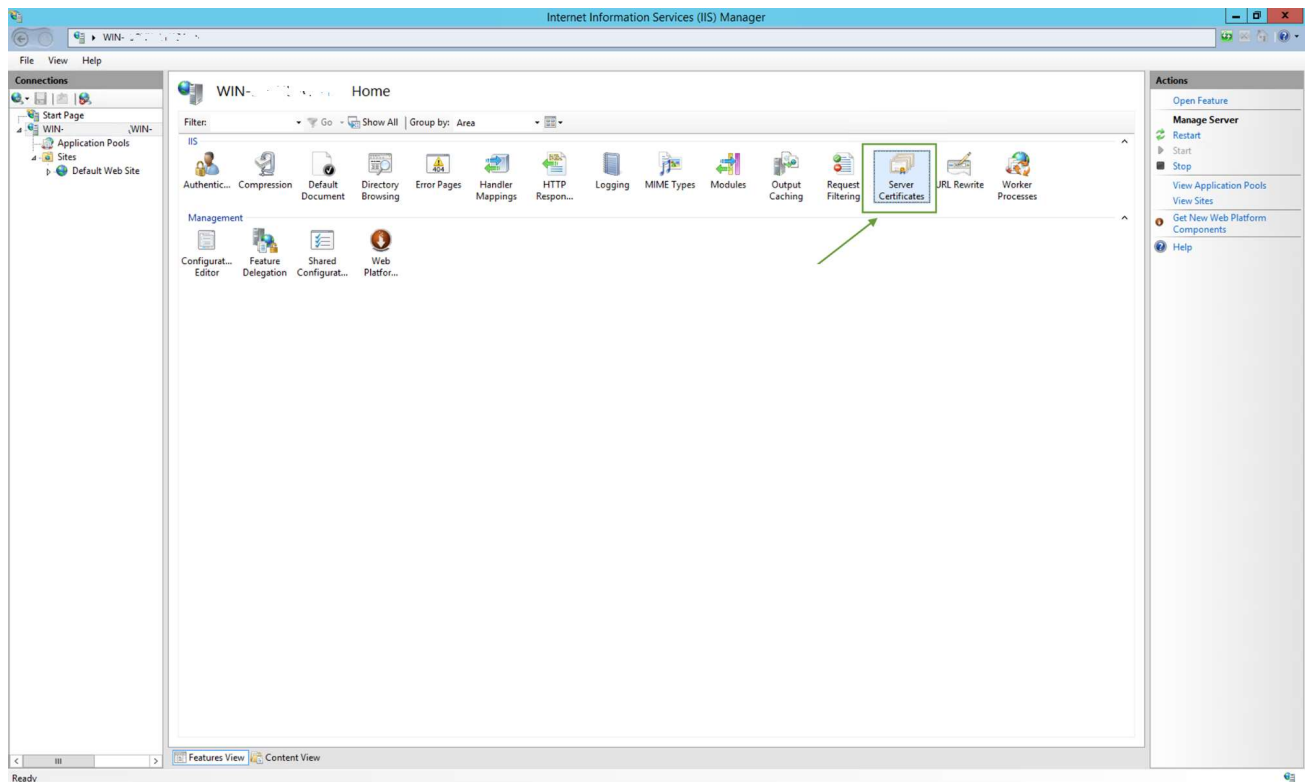 Internet Information Services (IIS) Manager
WIN-
File View Help
Connections
Start Page
WIN- WIN-
Application Pools
Sites
Default Web Site
WIN- Home
Filter: Go Show All Group by: Area
IIS
Authentic... Compression Default Document Directory Browsing Error Pages Handler Mappings HTTP Respon... Logging MIME Types Modules Output Caching Request Filtering Server Certificates URL Rewrite Worker Processes
Management
Configurat... Editor Feature Delegation Shared Configurat... Web Platfor...
Features View Content View
Ready
Actions
Open Feature
Manage Server
Restart
Start
Stop
View Application Pools
View Sites
Get New Web Platform
Components
Help